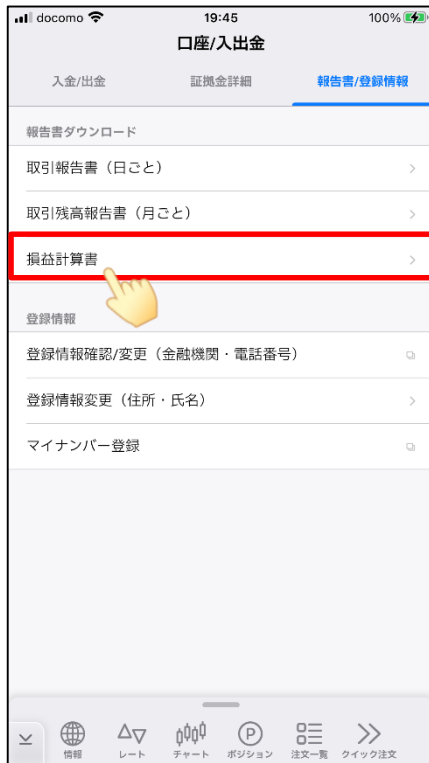 docomo 19:45 100%
口座/入出金
入金/出金 証拠金詳細 報告書/登録情報
報告書ダウンロード
取引報告書（日ごと）
取引残高報告書（月ごと）
損益計算書
登録情報
登録情報確認/変更（金融機関・電話番号）
登録情報変更（住所・氏名）
マイナンバー登録
情報 レート チャート P ポジション 注文一覧 クイック注文